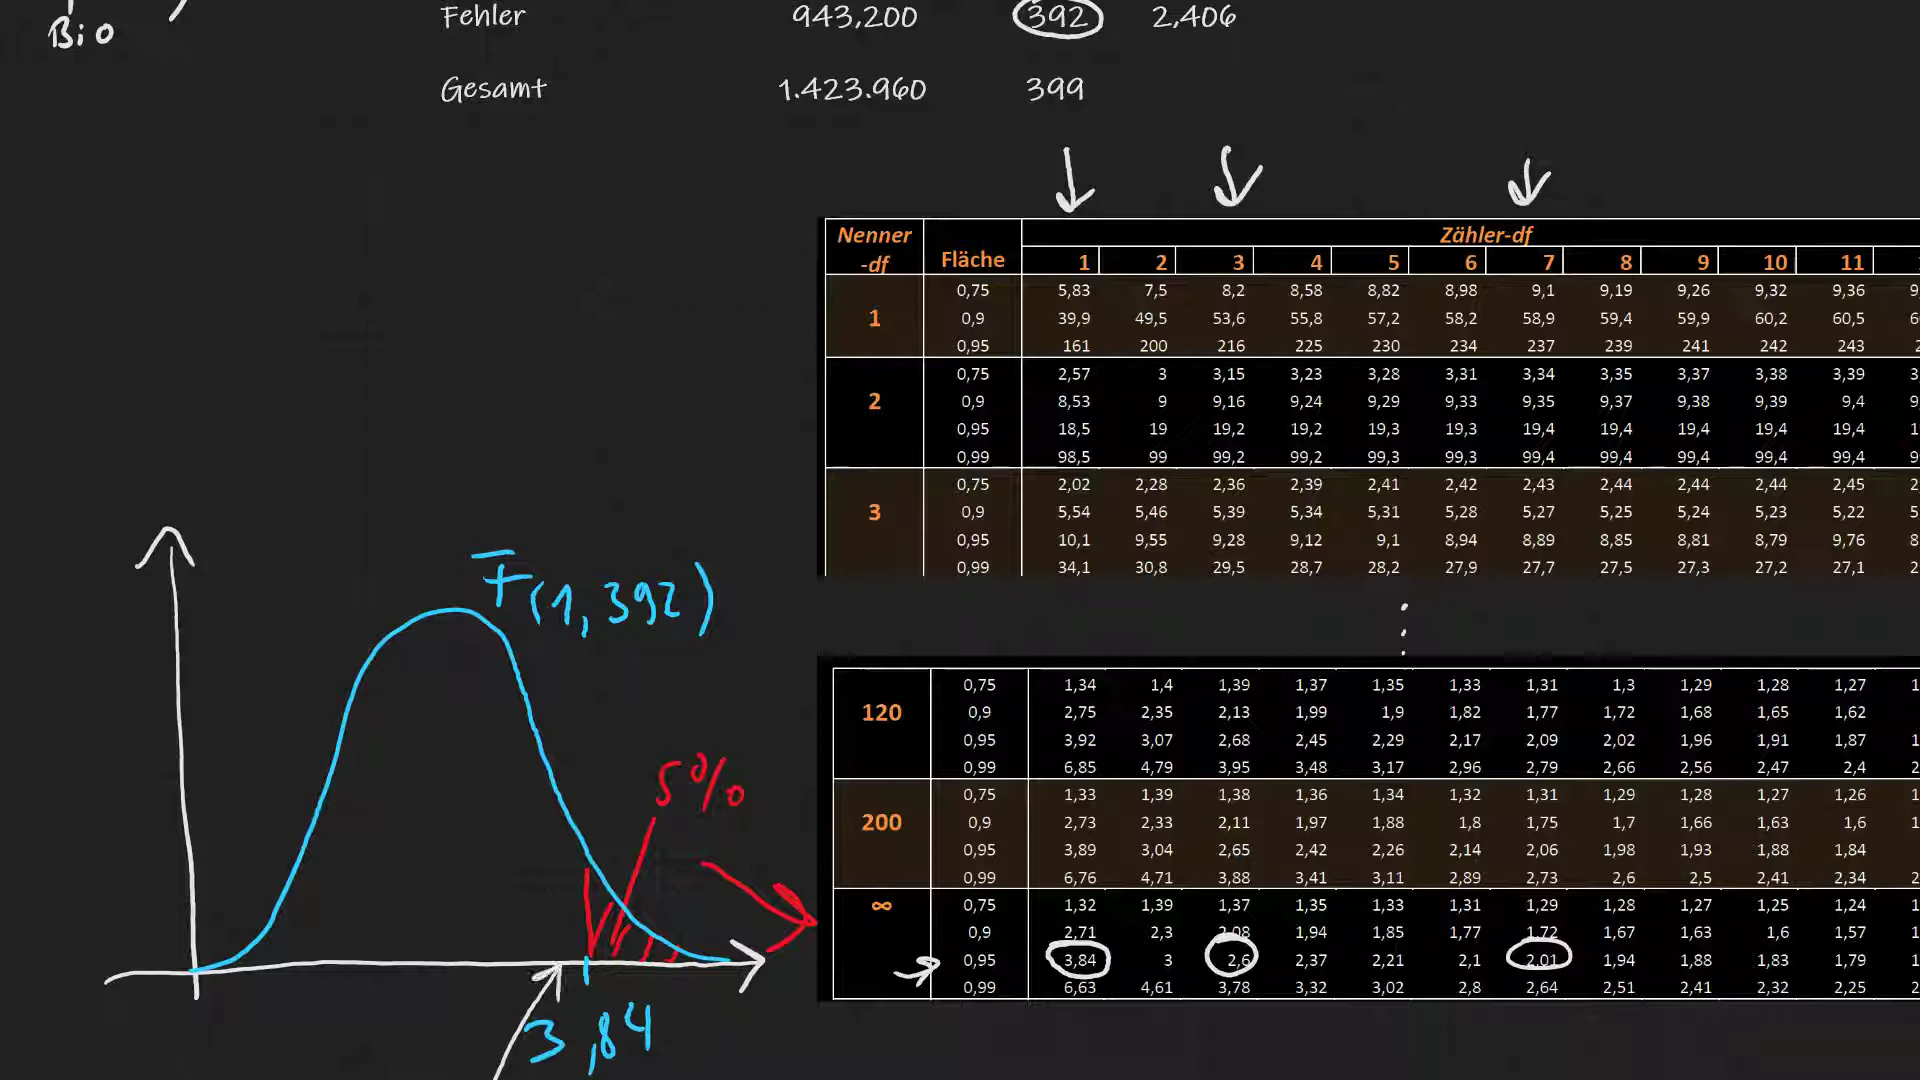 Bio
Fehler 943,200 392 2,406
Gesamt 1.423.960 399
Nenner -df Fläche Zähler-df
1 2 3 4 5 6 7 8 9 10 11
1
0,75 5,83 7,5 8,2 8,58 8,82 8,98 9,1 9,19 9,26 9,32 9,36
0,9 39,9 49,5 53,6 55,8 57,2 58,2 58,9 59,4 59,9 60,2 60,5
0,95 161 200 216 225 230 234 237 239 241 242 243
2
0,75 2,57 3 3,15 3,23 3,28 3,31 3,34 3,35 3,37 3,38 3,39
0,9 8,53 9 9,16 9,24 9,29 9,33 9,35 9,37 9,38 9,39 9,4
0,95 18,5 19 19,2 19,2 19,3 19,3 19,4 19,4 19,4 19,4 19,4
0,99 98,5 99 99,2 99,2 99,3 99,3 99,4 99,4 99,4 99,4 99,4
3
0,75 2,02 2,28 2,36 2,39 2,41 2,42 2,43 2,44 2,44 2,44 2,45
0,9 5,54 5,46 5,39 5,34 5,31 5,28 5,27 5,25 5,24 5,23 5,22
0,95 10,1 9,55 9,28 9,12 9,1 8,94 8,89 8,85 8,81 8,79 9,76
0,99 34,1 30,8 29,5 28,7 28,2 27,9 27,7 27,5 27,3 27,2 27,1
120
0,75 1,34 1,4 1,39 1,37 1,35 1,33 1,31 1,3 1,29 1,28 1,27
0,9 2,75 2,35 2,13 1,99 1,9 1,82 1,77 1,72 1,68 1,65 1,62
0,95 3,92 3,07 2,68 2,45 2,29 2,17 2,09 2,02 1,96 1,91 1,87
0,99 6,85 4,79 3,95 3,48 3,17 2,96 2,79 2,66 2,56 2,47 2,4
200
0,75 1,33 1,39 1,38 1,36 1,34 1,32 1,31 1,29 1,28 1,27 1,26
0,9 2,73 2,33 2,11 1,97 1,88 1,8 1,75 1,7 1,66 1,63 1,6
0,95 3,89 3,04 2,65 2,42 2,26 2,14 2,06 1,98 1,93 1,88 1,84
0,99 6,76 4,71 3,88 3,41 3,11 2,89 2,73 2,6 2,5 2,41 2,34
∞
0,75 1,32 1,39 1,37 1,35 1,33 1,31 1,29 1,28 1,27 1,25 1,24
0,9 2,71 2,3 2,08 1,94 1,85 1,77 1,72 1,67 1,63 1,6 1,57
0,95 3,84 3 2,6 2,37 2,21 2,1 2,01 1,94 1,88 1,83 1,79
0,99 6,63 4,61 3,78 3,32 3,02 2,8 2,64 2,51 2,41 2,32 2,25
F(1, 392)
5%
3,84